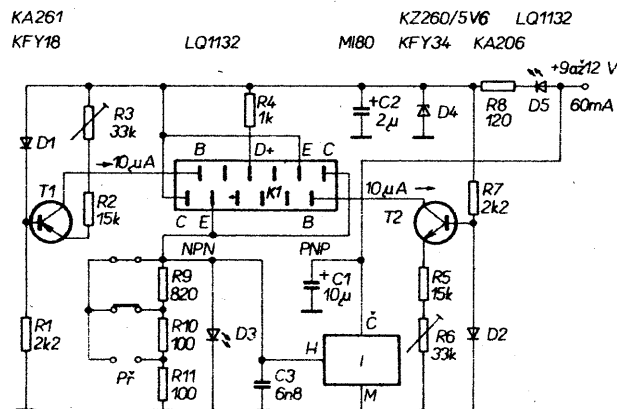 KA261 KZ260/5V6 LQ1132
KFY18 LQ1132 MI80 KFY34 KA206
+9až12 V
R3 33k
R4 1k
+ C2 2µ
D4
R8 120
D5
60mA
D1
→10µA
B D+ E C
K1
10µA →
T1
R2 15k
C E B
T2
R7 2k2
NPN PNP
R9 820
+ C1 10µ
R5 15k
Č
R1 2k2
R10 100
D3
H
I
R6 33k
D2
Př
R11 100
C3 6n8
M